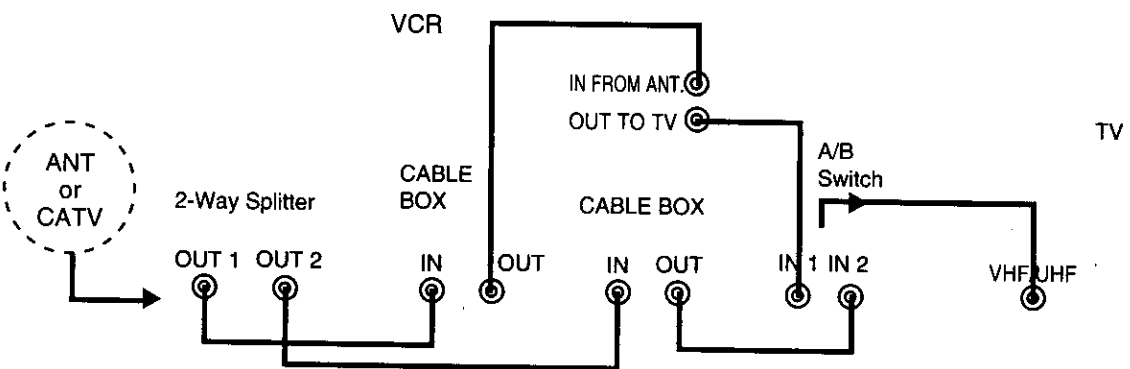 VCR
IN FROM ANT.
OUT TO TV
TV
ANT
or
CATV
2-Way Splitter
CABLE
BOX
CABLE BOX
A/B
Switch
OUT 1 OUT 2
IN
OUT
IN
OUT
IN 1 IN 2
VHF/UHF